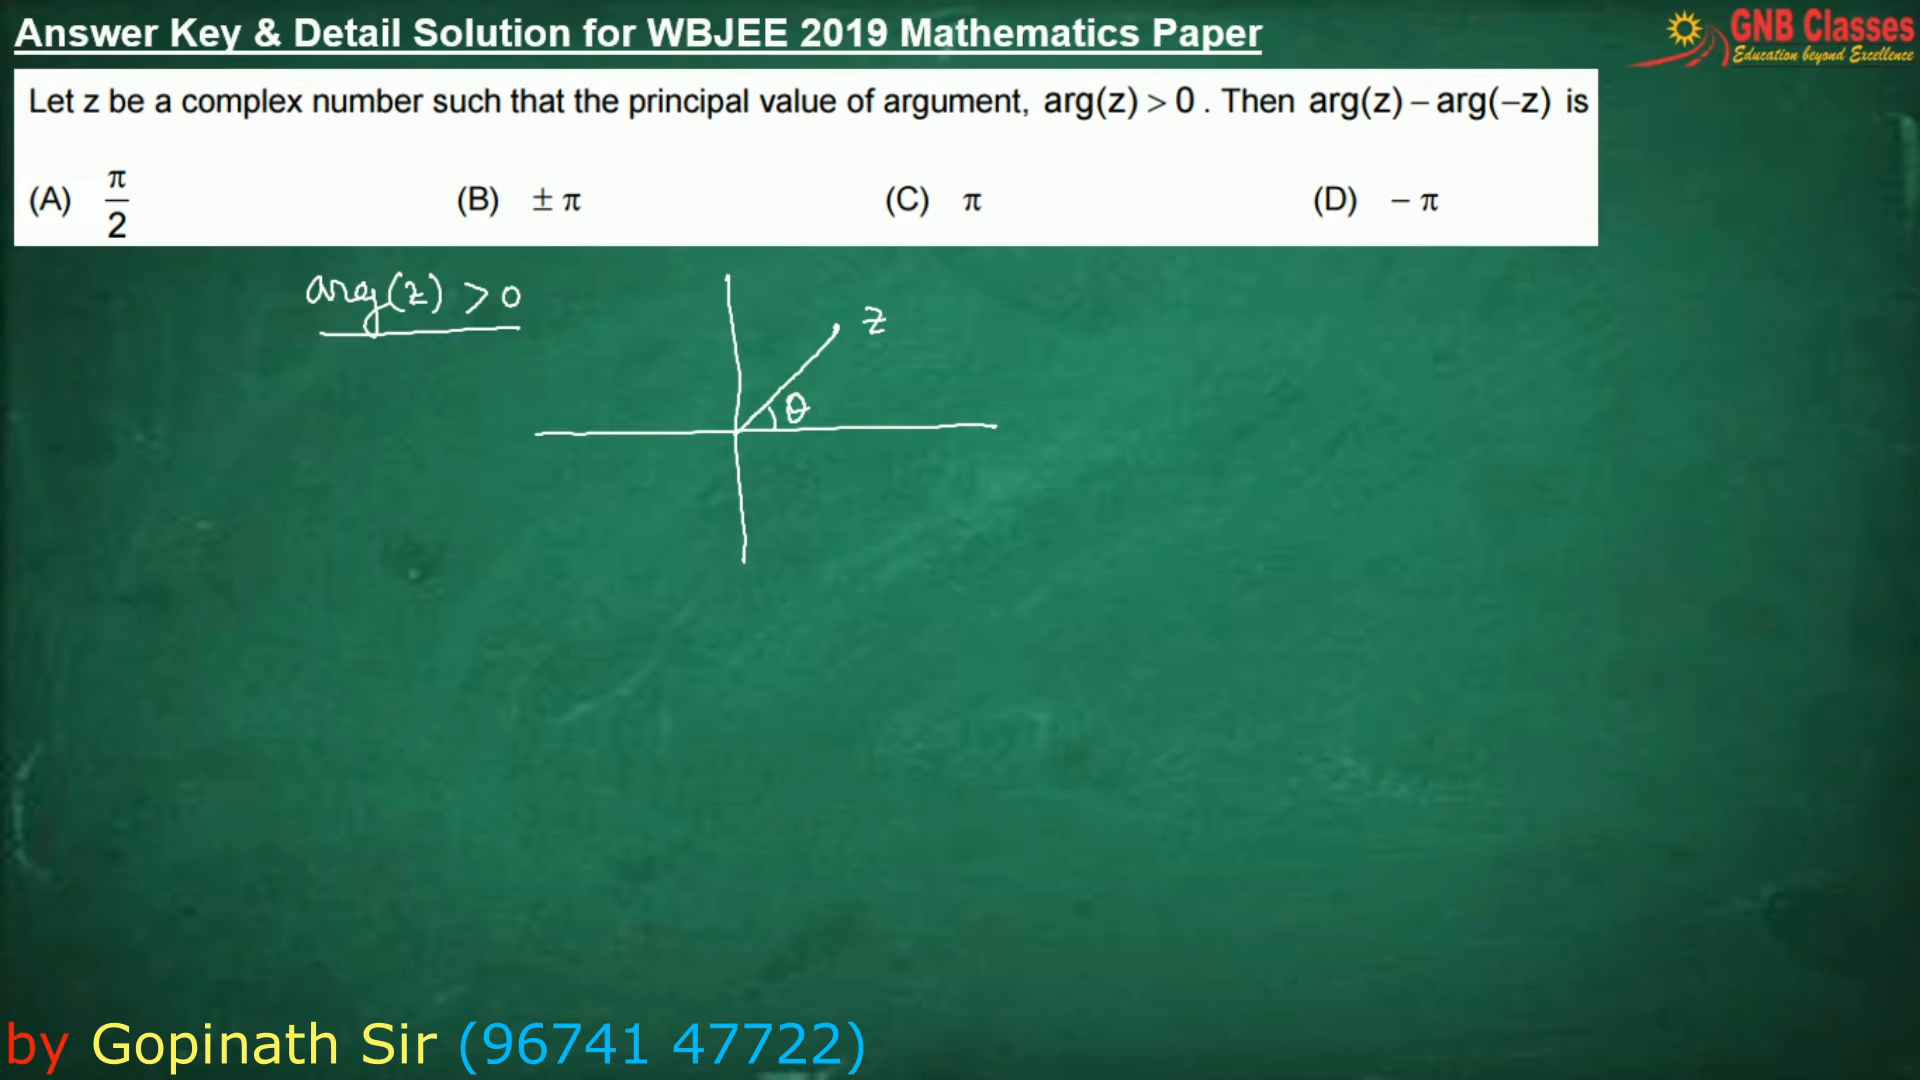 Answer Key & Detail Solution for WBJEE 2019 Mathematics Paper
GNB Classes
Education beyond Excellence
Let z be a complex number such that the principal value of argument, arg(z) > 0 . Then arg(z) – arg(–z) is
(A) π/2 (B) ± π (C) π (D) – π
arg(z) > 0
z
θ
by Gopinath Sir (96741 47722)